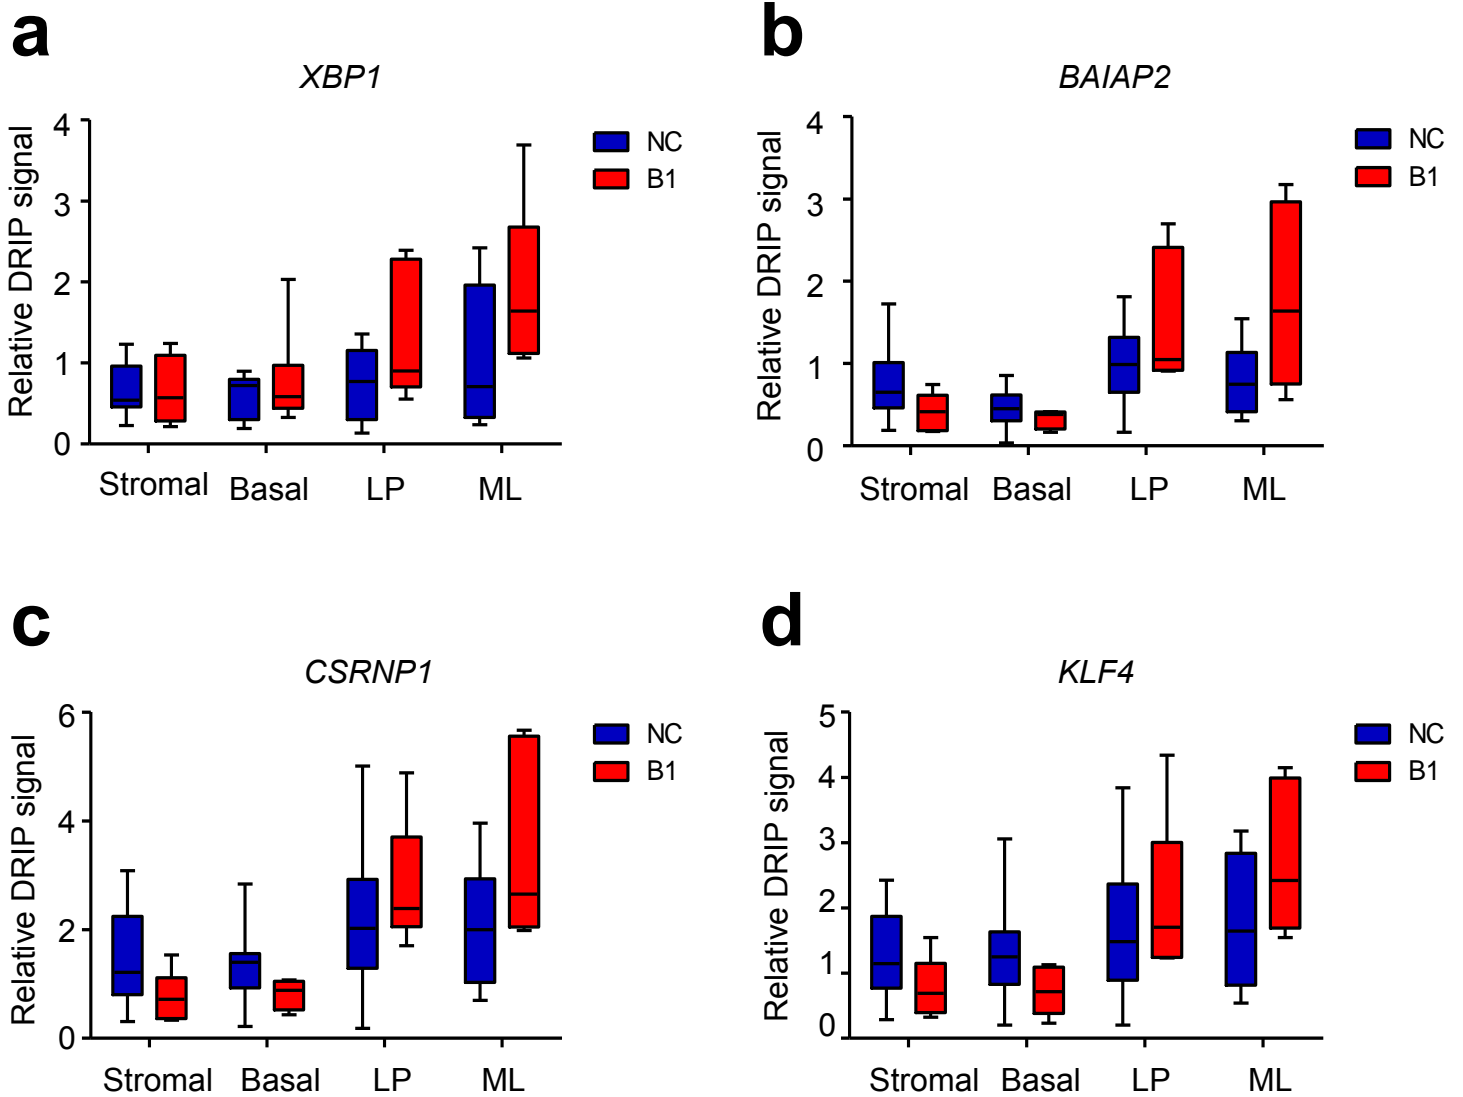 a
XBP1
Relative DRIP signal
4
3
2
1
0
NC
B1
Stromal Basal LP ML
b
BAIAP2
Relative DRIP signal
4
3
2
1
0
NC
B1
Stromal Basal LP ML
c
CSRNP1
Relative DRIP signal
6
4
2
0
NC
B1
Stromal Basal LP ML
d
KLF4
Relative DRIP signal
5
4
3
2
1
0
NC
B1
Stromal Basal LP ML